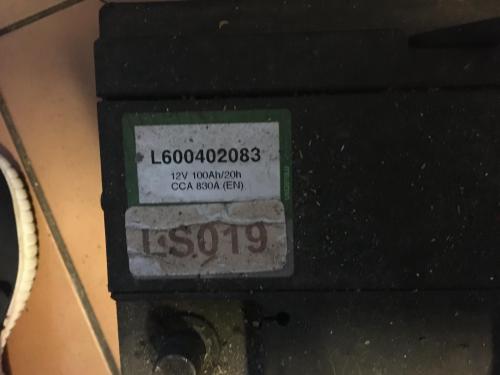 L600402083
12V 100Ah/20h
CCA 830A (EN)
LS019